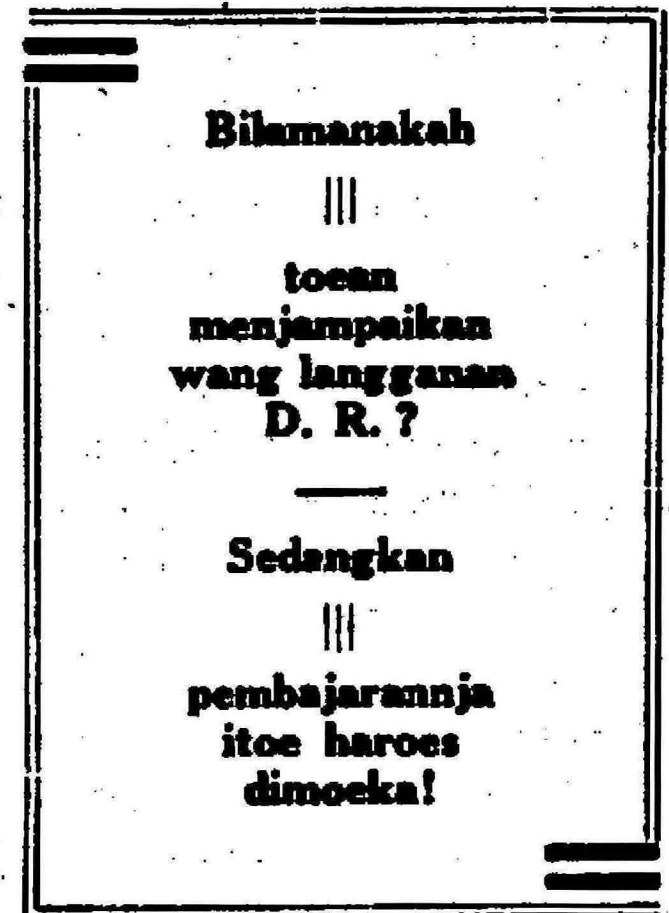 Bilamanakah
toean
menjampaikan
wang langganan
D. R. ?
Sedangkan
pembajarannja
itoe haroes
dimoeka!